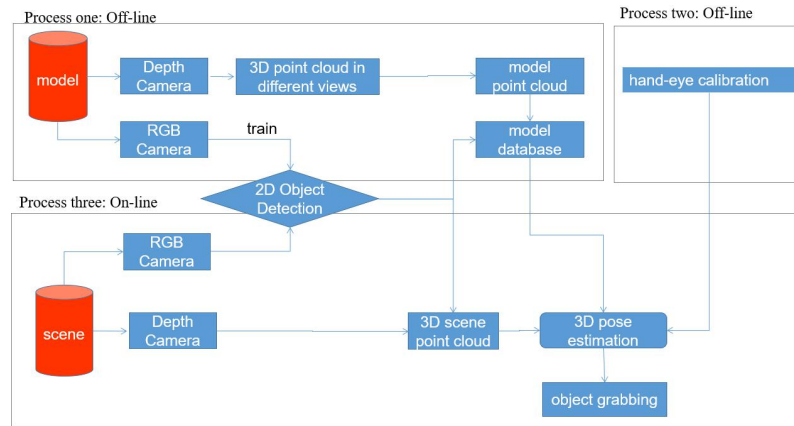 Process one: Off-line
Process two: Off-line
model
Depth
Camera
3D point cloud in
different views
model
point cloud
hand-eye calibration
RGB
Camera
train
model
database
2D Object
Detection
Process three: On-line
RGB
Camera
scene
Depth
Camera
3D scene
point cloud
3D pose
estimation
object grabbing